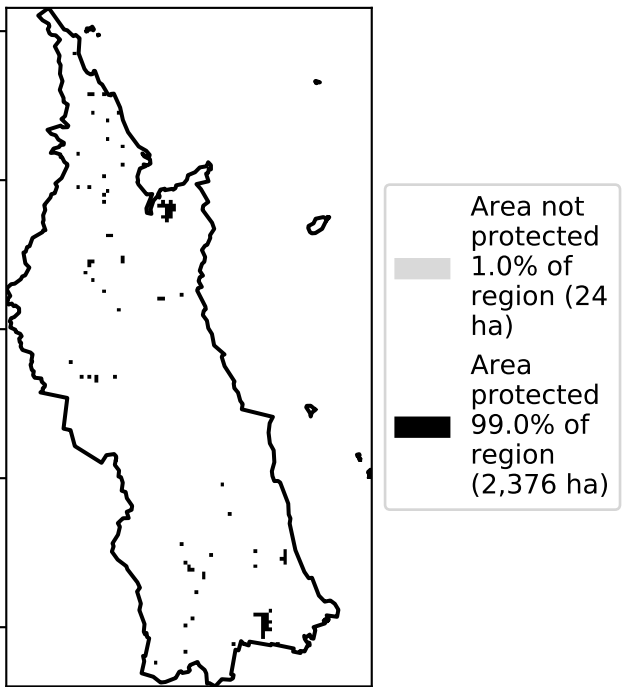 Area not
protected
1.0% of
region (24
ha)
Area
protected
99.0% of
region
(2,376 ha)